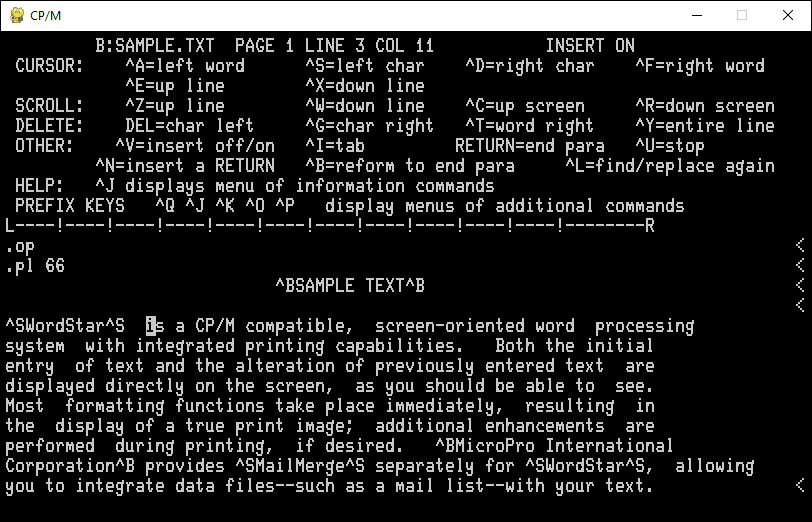 CP/M
B:SAMPLE.TXT  PAGE 1 LINE 3 COL 11           INSERT ON
CURSOR:    ^A=left word      ^S=left char    ^D=right char    ^F=right word
^E=up line        ^X=down line
SCROLL:    ^Z=up line        ^W=down line    ^C=up screen     ^R=down screen
DELETE:    DEL=char left     ^G=char right   ^T=word right    ^Y=entire line
OTHER:    ^V=insert off/on   ^I=tab         RETURN=end para   ^U=stop
^N=insert a RETURN   ^B=reform to end para     ^L=find/replace again
HELP:   ^J displays menu of information commands
PREFIX KEYS   ^Q ^J ^K ^O ^P   display menus of additional commands
L----!----!----!----!----!----!----!----!----!----!----!--------R
.op <
.pl 66 <
^BSAMPLE TEXT^B <
<
^SWordStar^S  is a CP/M compatible,  screen-oriented word  processing
system  with integrated printing capabilities.   Both the initial
entry  of text and the alteration of previously entered text  are
displayed directly on the screen,  as you should be able to  see.
Most  formatting functions take place immediately,  resulting  in
the  display of a true print image;  additional enhancements  are
performed  during printing,  if desired.   ^BMicroPro International
Corporation^B provides ^SMailMerge^S separately for ^SWordStar^S,  allowing
you to integrate data files--such as a mail list--with your text. <